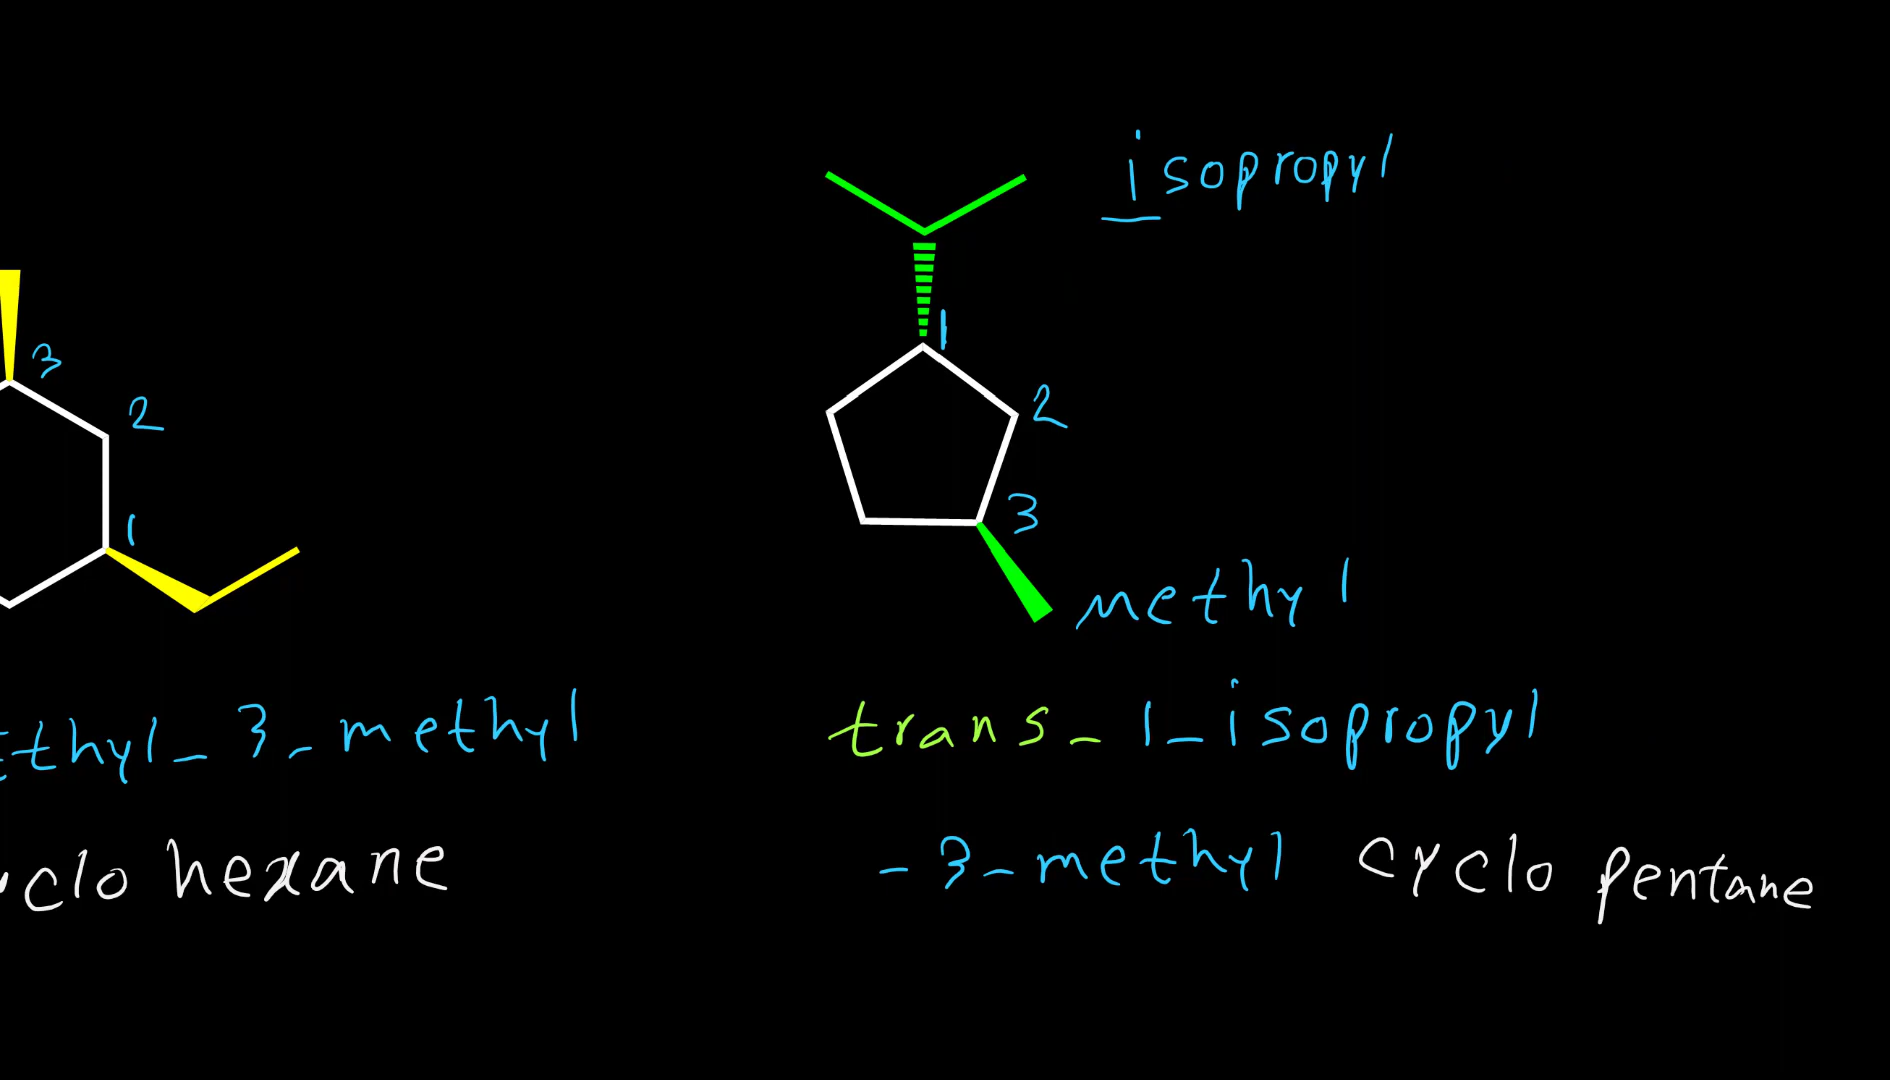 isopropyl
1
2
3
methyl
3
2
1
thyl-3-methyl
clo hexane
trans-1-isopropyl
-3-methyl cyclo pentane